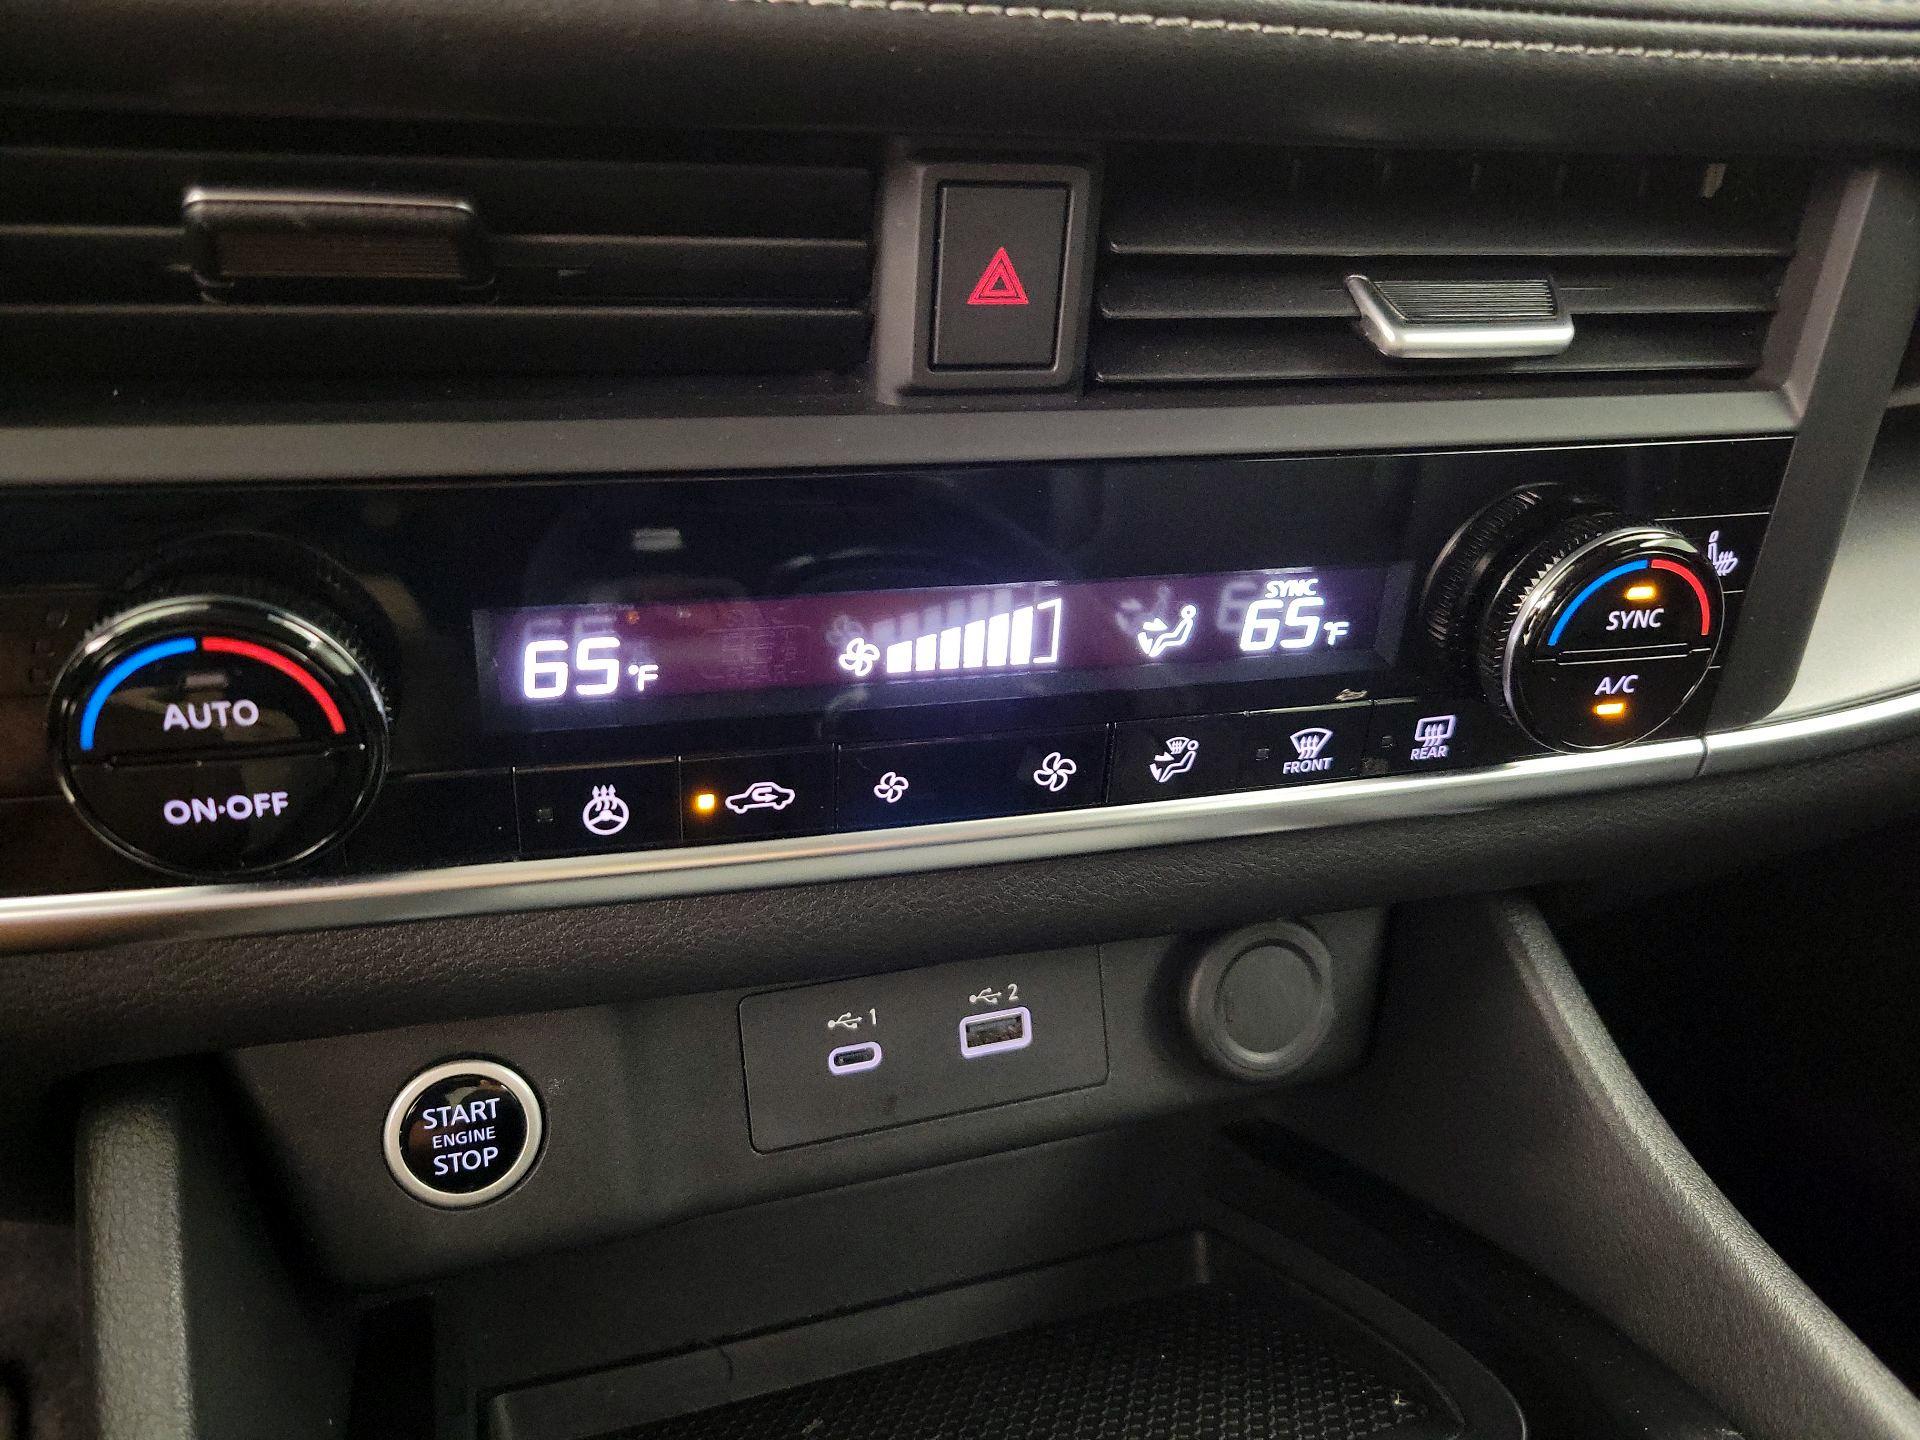 65°F
SYNC
65°F
SYNC
A/C
AUTO
ON•OFF
FRONT
REAR
1
2
START
ENGINE
STOP